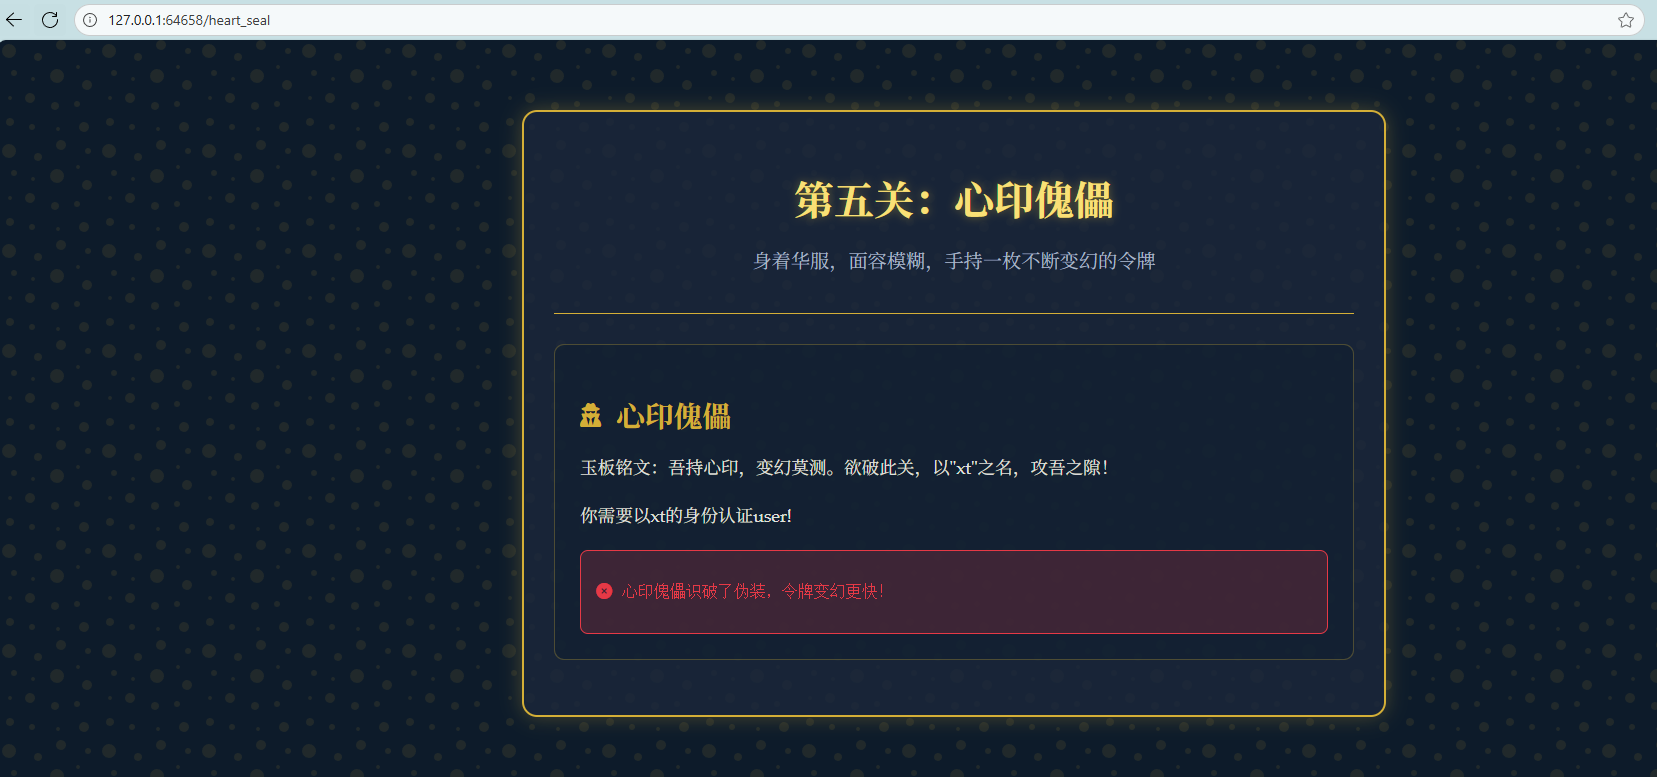 127.0.0.1:64658/heart_seal
第五关：心印傀儡
身着华服，面容模糊，手持一枚不断变幻的令牌
心印傀儡
玉板铭文：吾持心印，变幻莫测。欲破此关，以"xt"之名，攻吾之隙！
你需要以xt的身份认证user!
心印傀儡识破了伪装，令牌变幻更快！